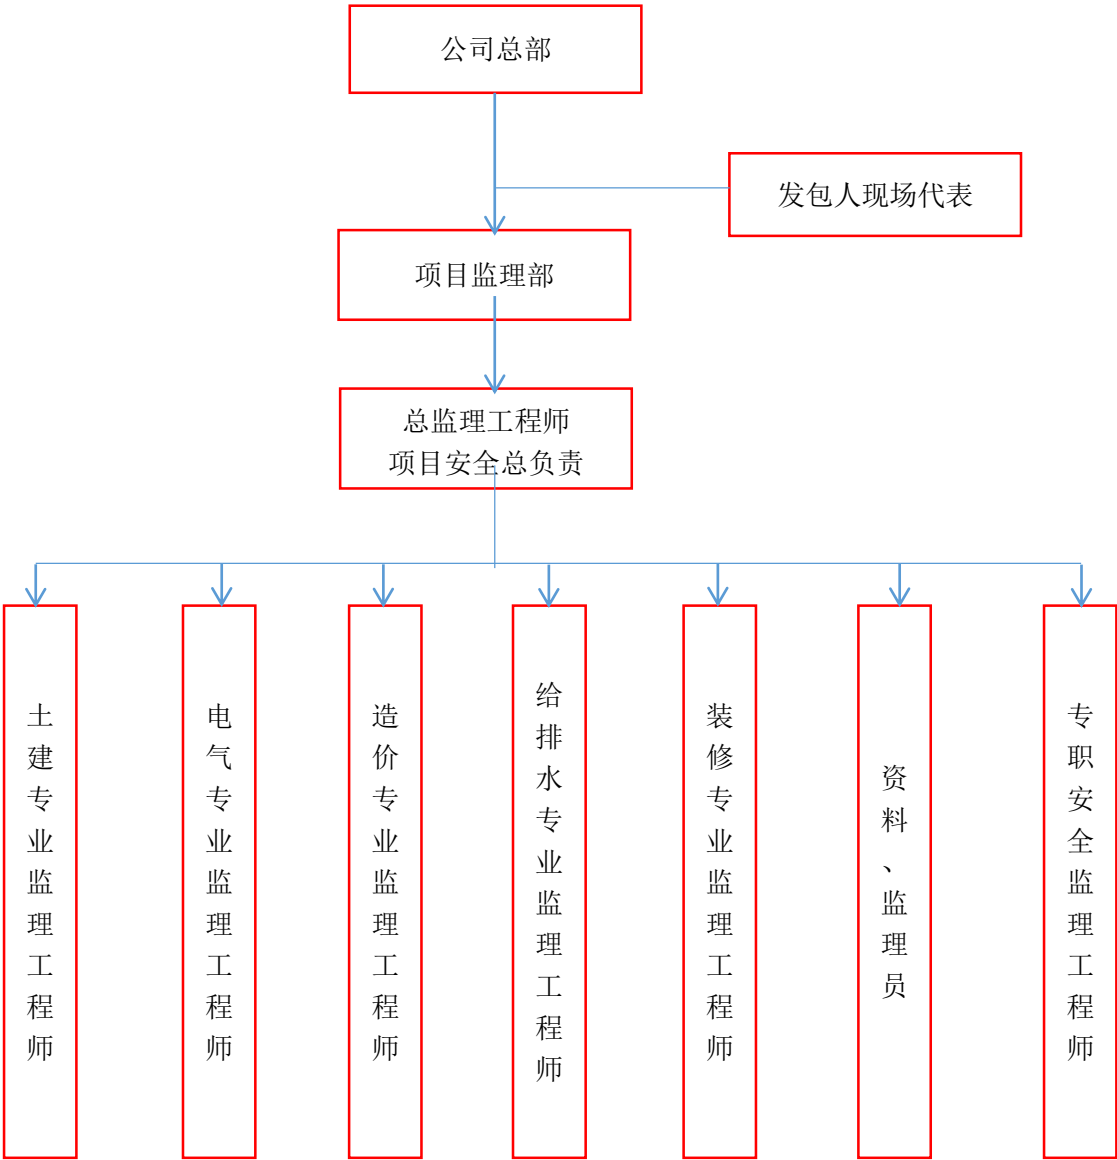 公司总部
发包人现场代表
项目监理部
总监理工程师
项目安全总负责
土建专业监理工程师
电气专业监理工程师
造价专业监理工程师
给排水专业监理工程师
装修专业监理工程师
资料、监理员
专职安全监理工程师